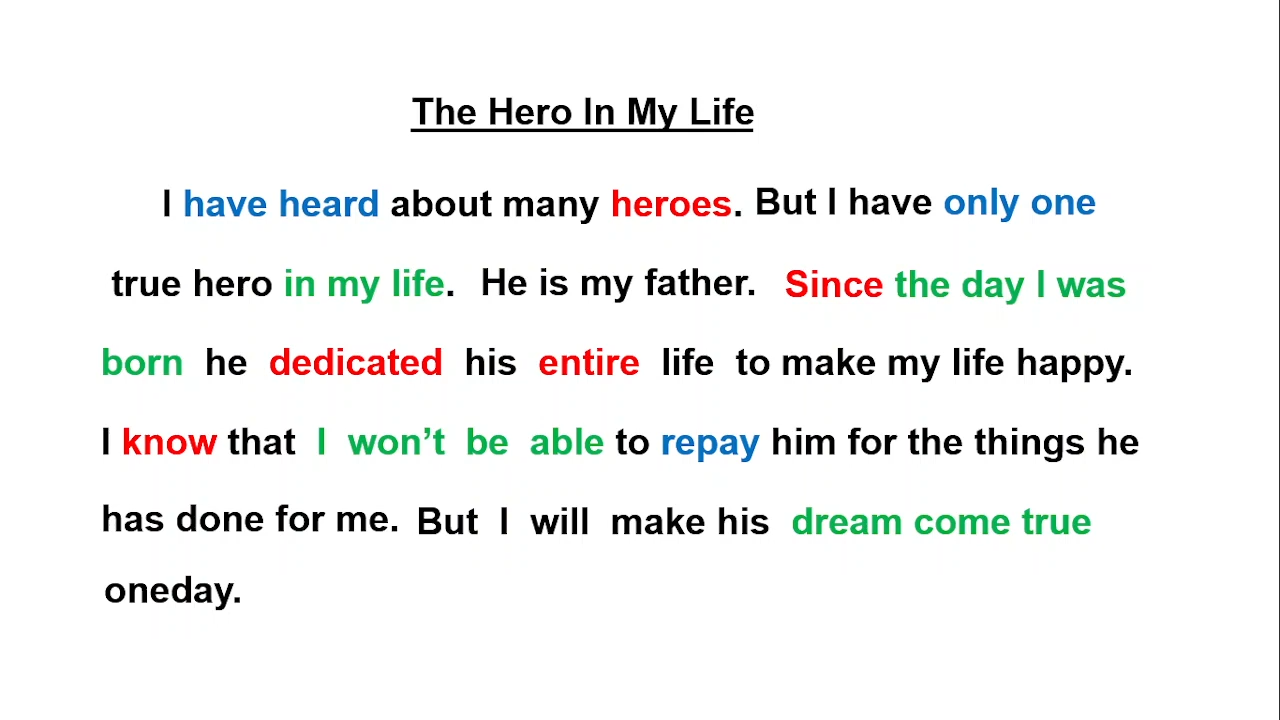 The Hero In My Life
I have heard about many heroes. But I have only one
true hero in my life. He is my father. Since the day I was
born he dedicated his entire life to make my life happy.
I know that I won’t be able to repay him for the things he
has done for me. But I will make his dream come true
oneday.